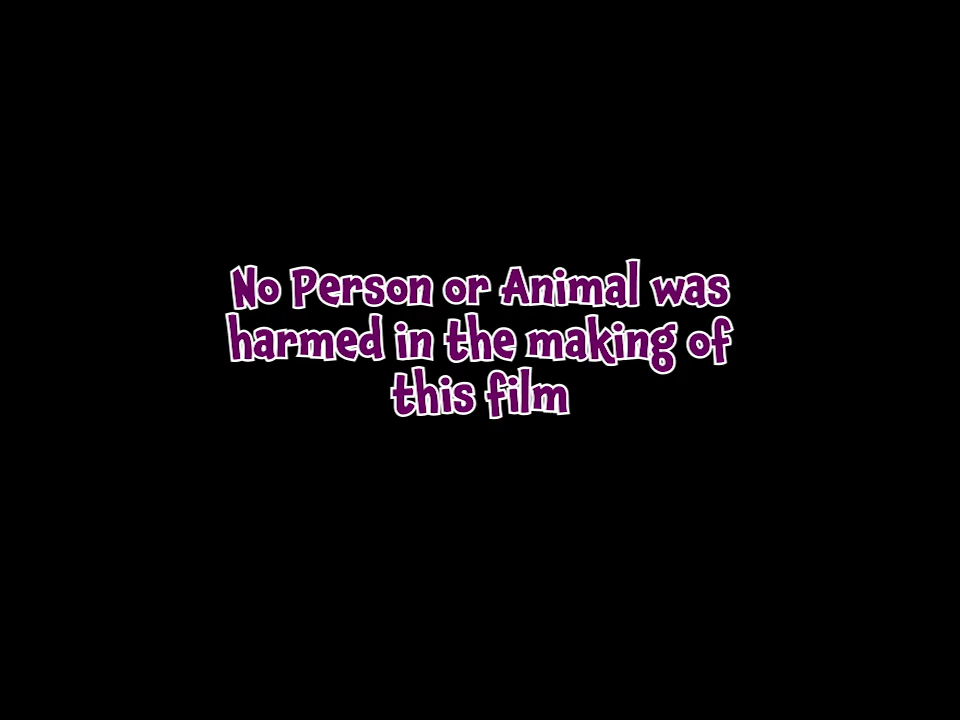 No Person or Animal was
harmed in the making of
this film